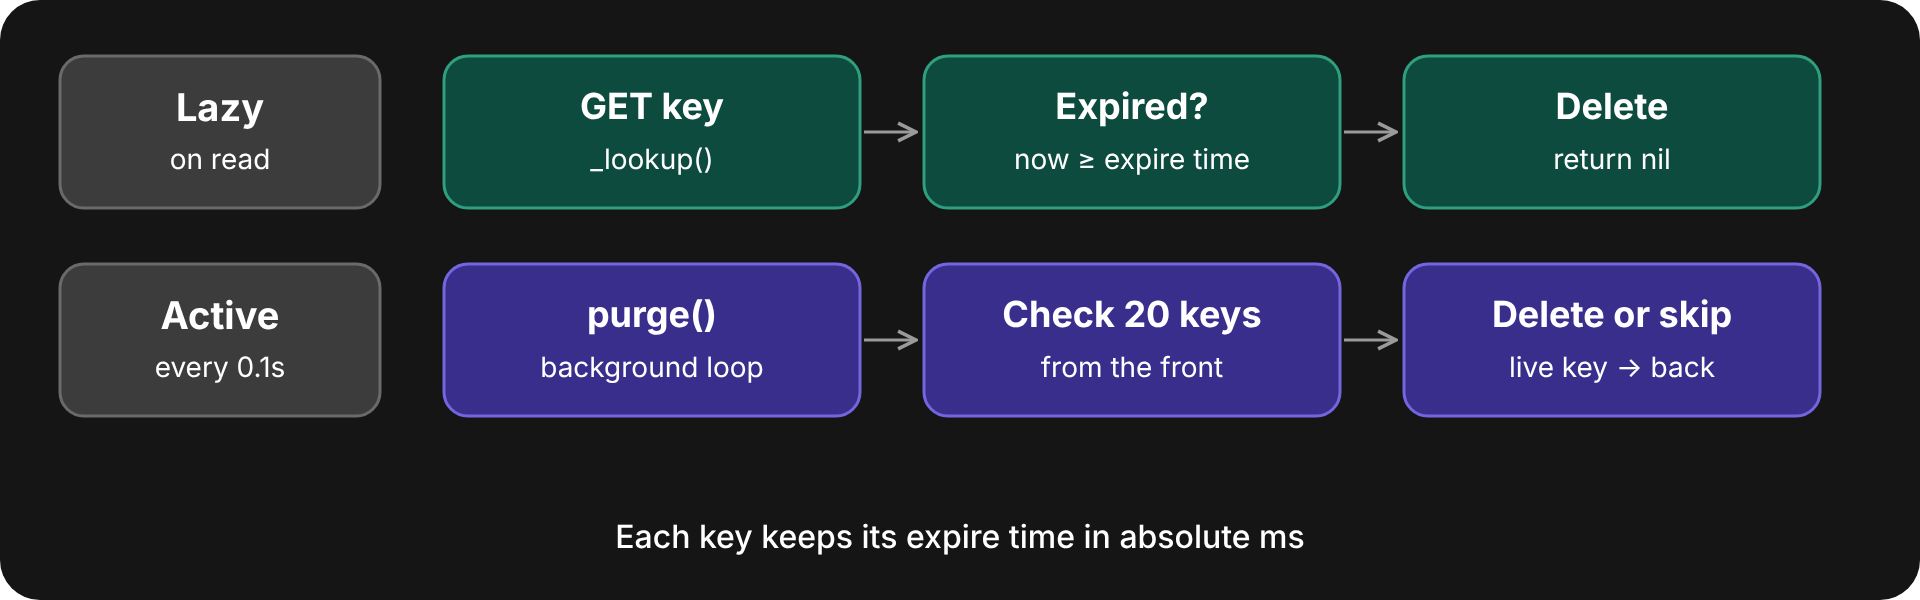 Lazy
on read
GET key
_lookup()
Expired?
now ≥ expire time
Delete
return nil
Active
every 0.1s
purge()
background loop
Check 20 keys
from the front
Delete or skip
live key → back
Each key keeps its expire time in absolute ms